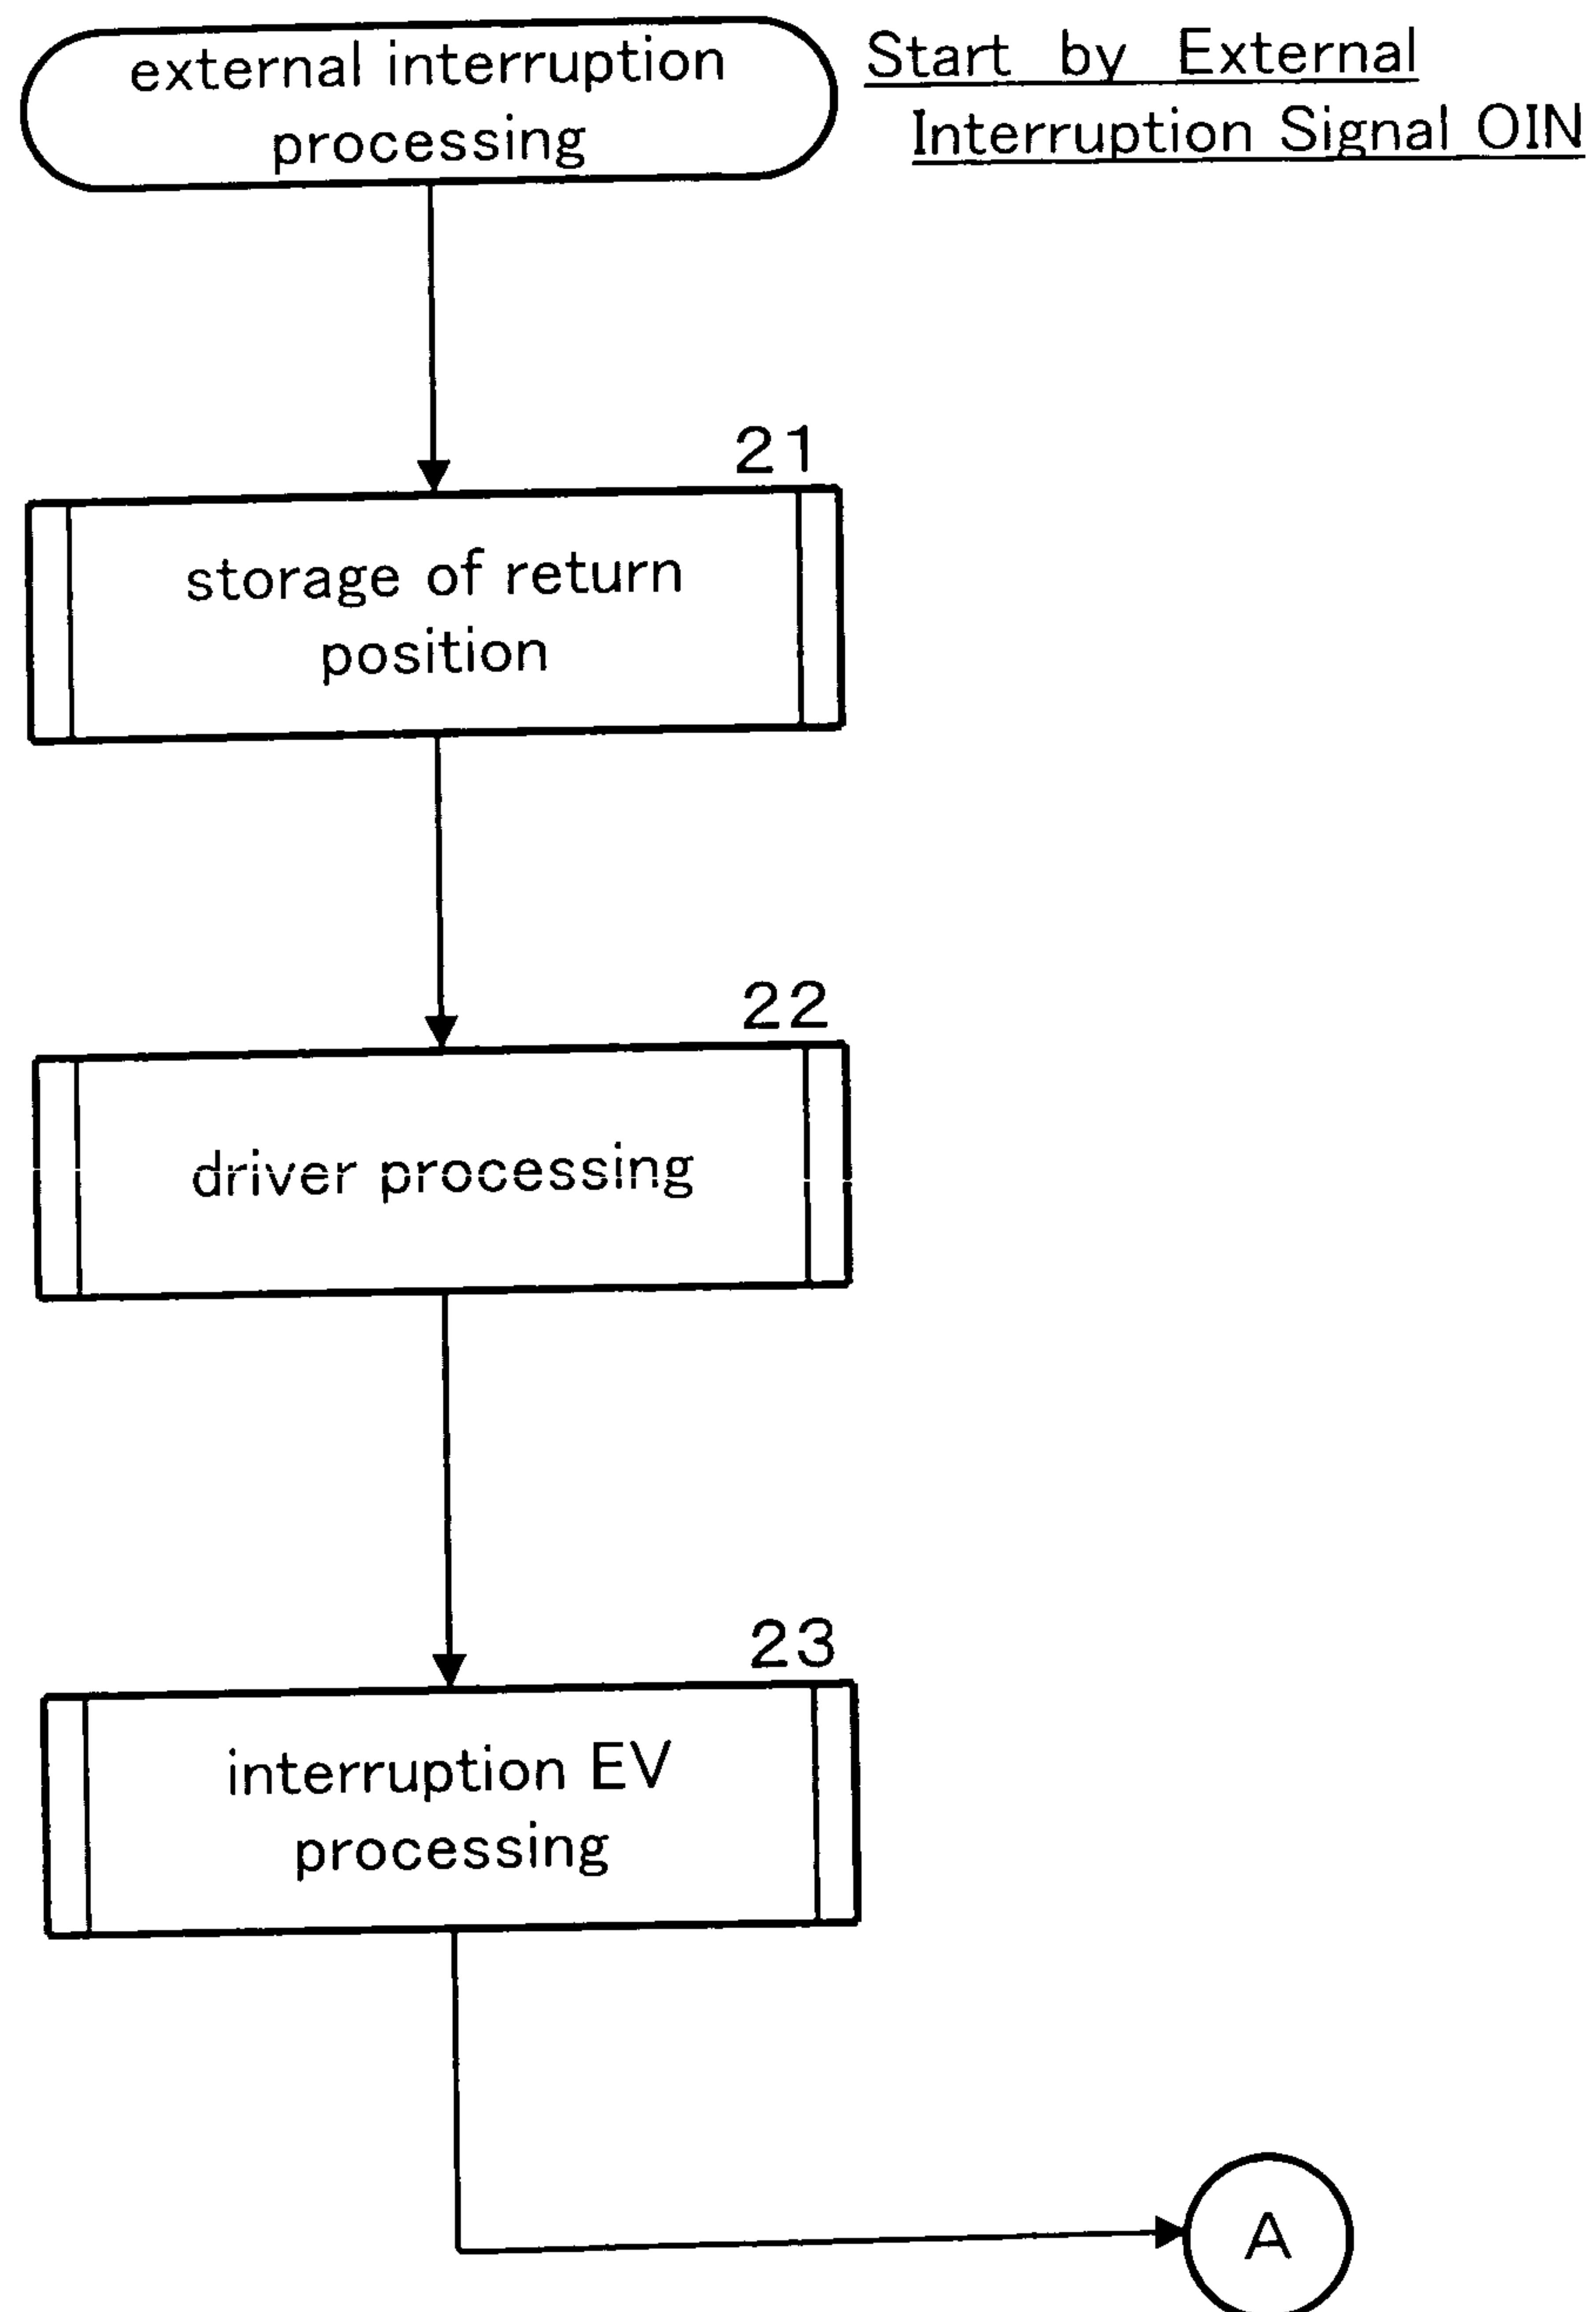 external interruption
processing
Start by External
Interruption Signal OIN
21
storage of return
position
22
driver processing
23
interruption EV
processing
A